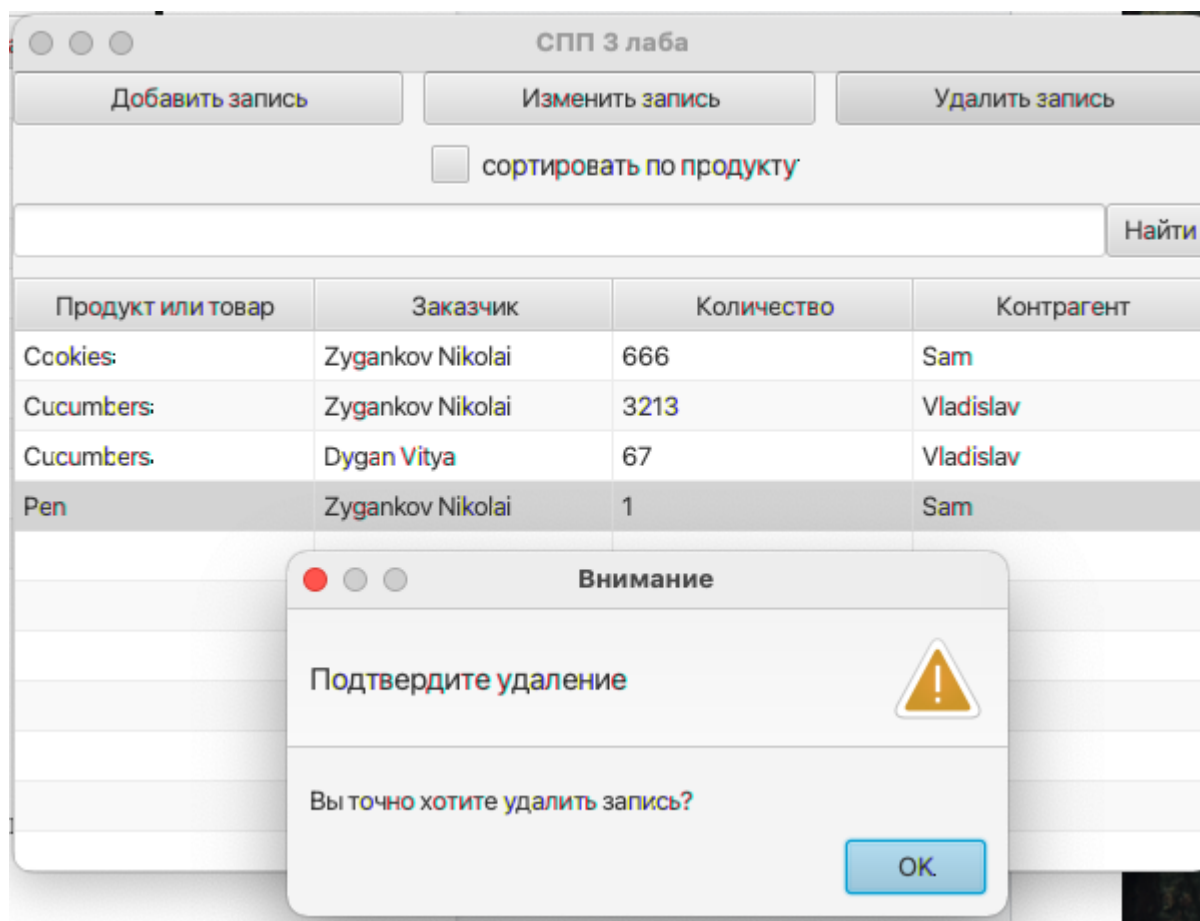 СПП 3 лаба
Добавить запись Изменить запись Удалить запись
сортировать по продукту
Найти
Продукт или товар Заказчик Количество Контрагент
Cookies Zygankov Nikolai 666 Sam
Cucumbers Zygankov Nikolai 3213 Vladislav
Cucumbers Dygan Vitya 67 Vladislav
Pen Zygankov Nikolai 1 Sam
Внимание
Подтвердите удаление
Вы точно хотите удалить запись?
OK